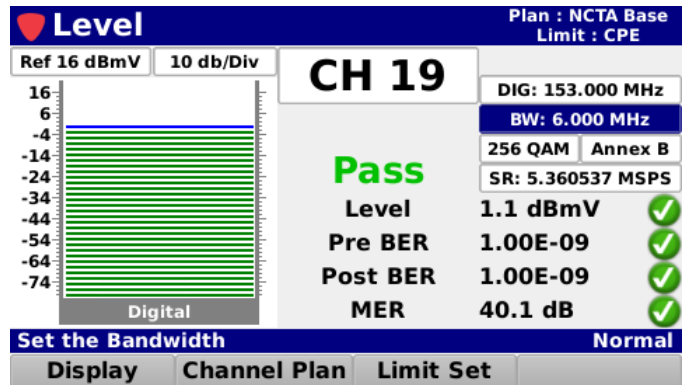 Level
Plan : NCTA Base
Limit : CPE
Ref 16 dBmV 10 db/Div
CH 19
DIG: 153.000 MHz
BW: 6.000 MHz
256 QAM Annex B
SR: 5.360537 MSPS
16
6
-4
-14
-24
-34
-44
-54
-64
-74
Digital
Pass
Level 1.1 dBmV
Pre BER 1.00E-09
Post BER 1.00E-09
MER 40.1 dB
Set the Bandwidth Normal
Display Channel Plan Limit Set